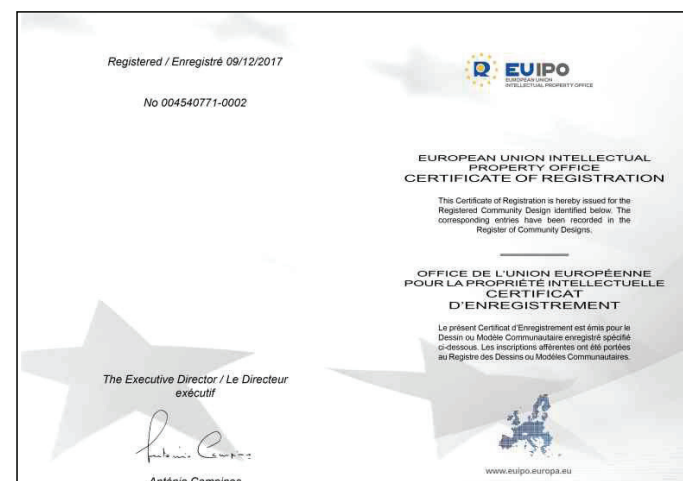 Registered / Enregistré 09/12/2017
No 004540771-0002
The Executive Director / Le Directeur
exécutif
António Campinos
EUIPO
EUROPEAN UNION
INTELLECTUAL PROPERTY OFFICE
EUROPEAN UNION INTELLECTUAL
PROPERTY OFFICE
CERTIFICATE OF REGISTRATION
This Certificate of Registration is hereby issued for the
Registered Community Design identified below. The
corresponding entries have been recorded in the
Register of Community Designs.
OFFICE DE L'UNION EUROPÉENNE
POUR LA PROPRIÉTÉ INTELLECTUELLE
CERTIFICAT
D'ENREGISTREMENT
Le présent Certificat d'Enregistrement est émis pour le
Dessin ou Modèle Communautaire enregistré spécifié
ci-dessous. Les inscriptions afférentes ont été portées
au Registre des Dessins ou Modèles Communautaires.
www.euipo.europa.eu